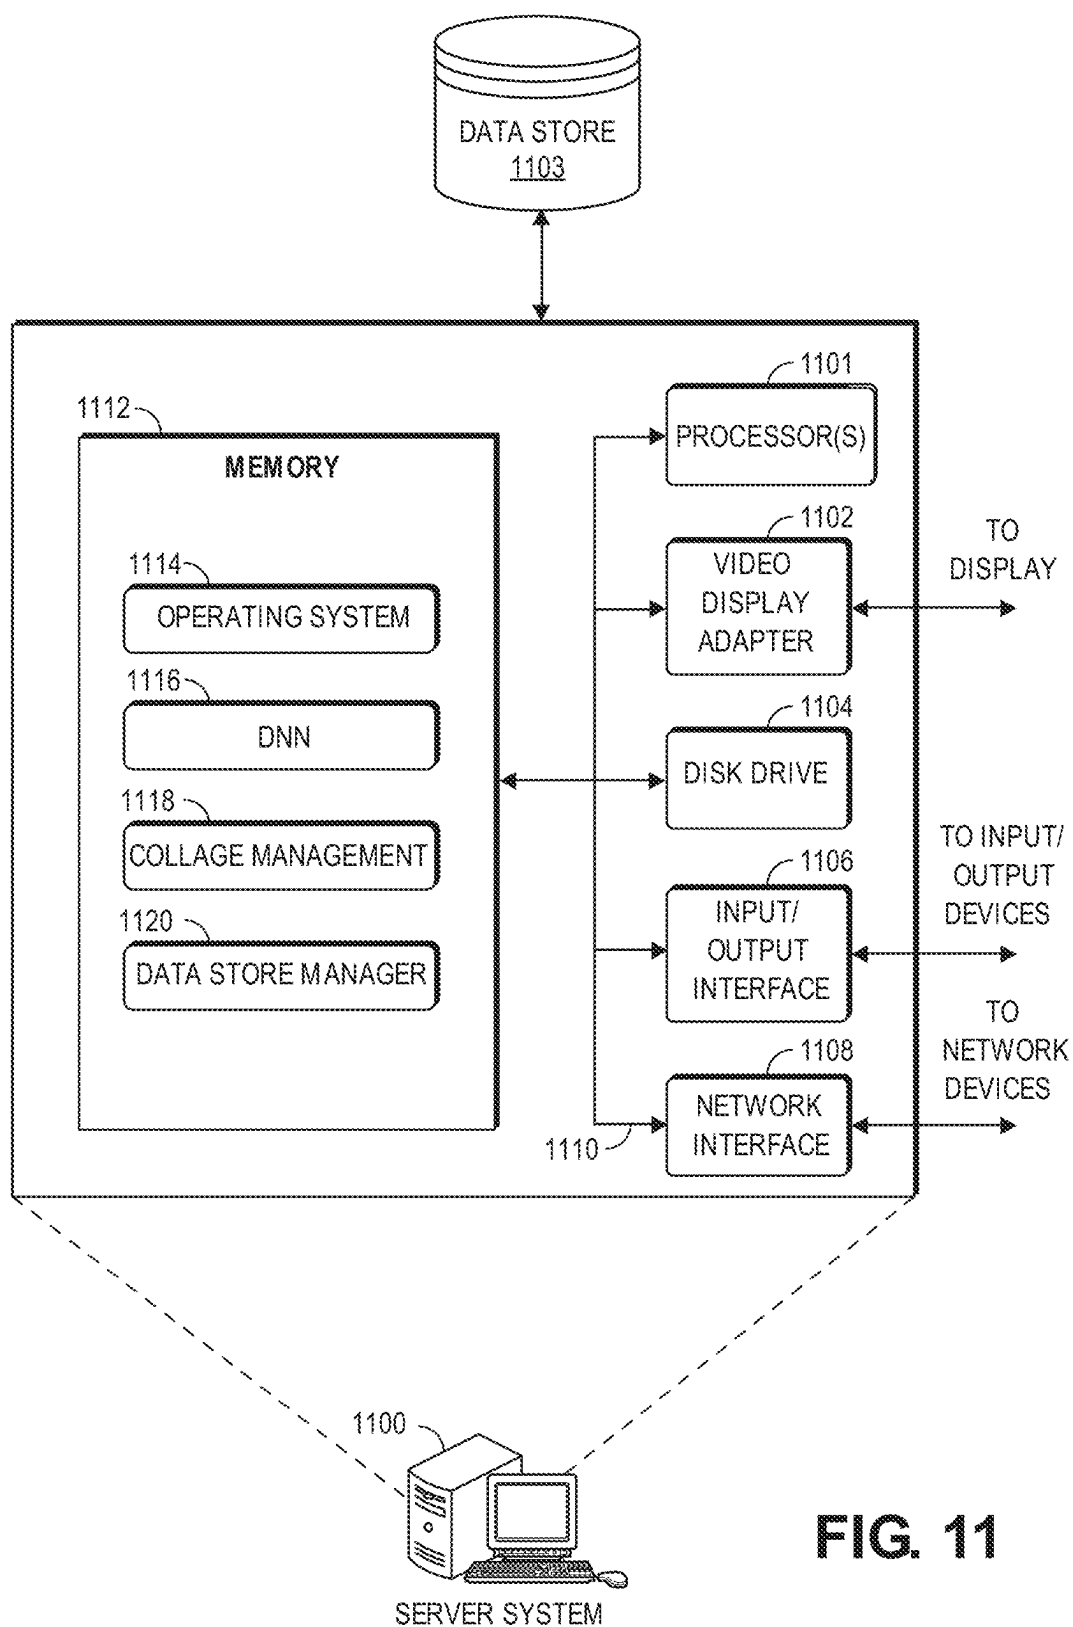 DATA STORE
1103
1112
MEMORY
1114
OPERATING SYSTEM
1116
DNN
1118
COLLAGE MANAGEMENT
1120
DATA STORE MANAGER
1101
PROCESSOR(S)
1102
VIDEO
DISPLAY
ADAPTER
TO
DISPLAY
1104
DISK DRIVE
1106
INPUT/
OUTPUT
INTERFACE
TO INPUT/
OUTPUT
DEVICES
1108
NETWORK
INTERFACE
TO
NETWORK
DEVICES
1110
1100
SERVER SYSTEM
FIG. 11